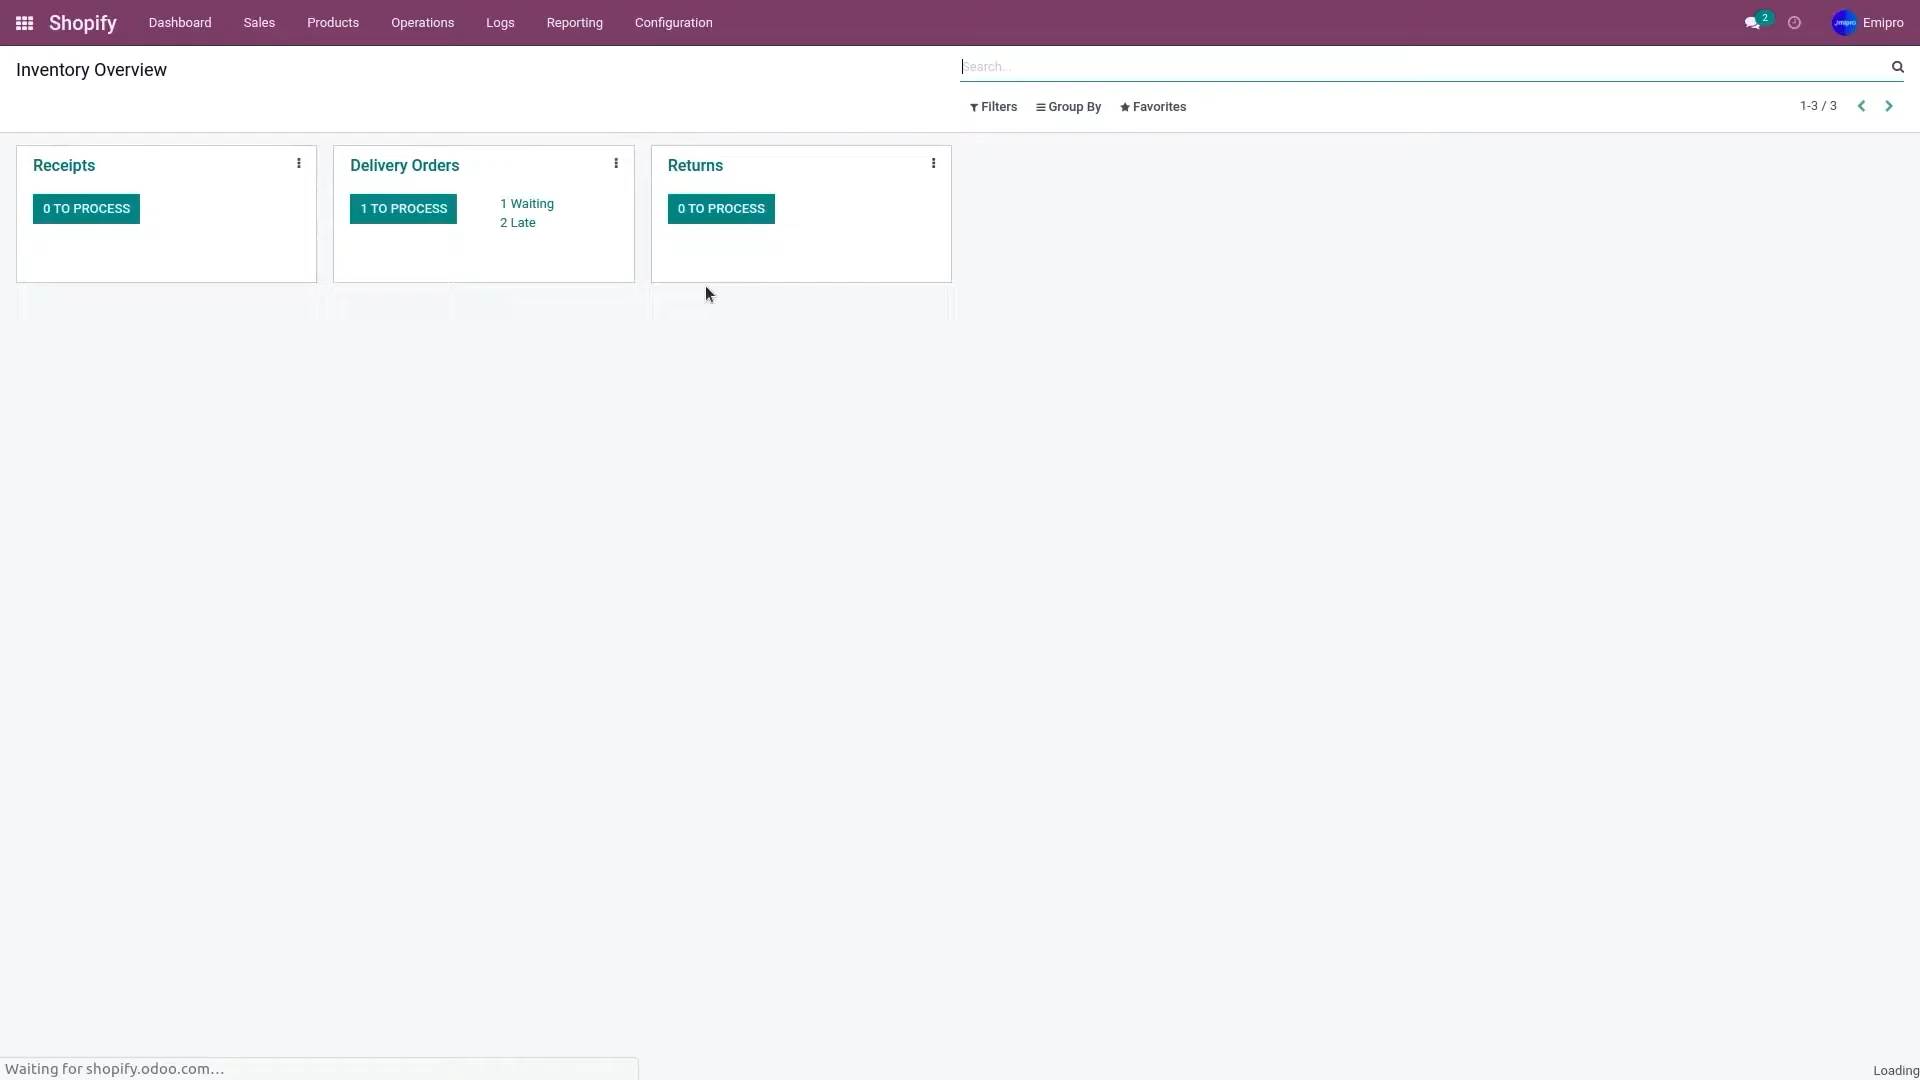 Shopify Dashboard Sales Products Operations Logs Reporting Configuration 2 Emipro
Inventory Overview
Search...
Filters Group By Favorites 1-3 / 3
Receipts
0 TO PROCESS
Delivery Orders
1 TO PROCESS
1 Waiting
2 Late
Returns
0 TO PROCESS
Waiting for shopify.odoo.com...
Loading